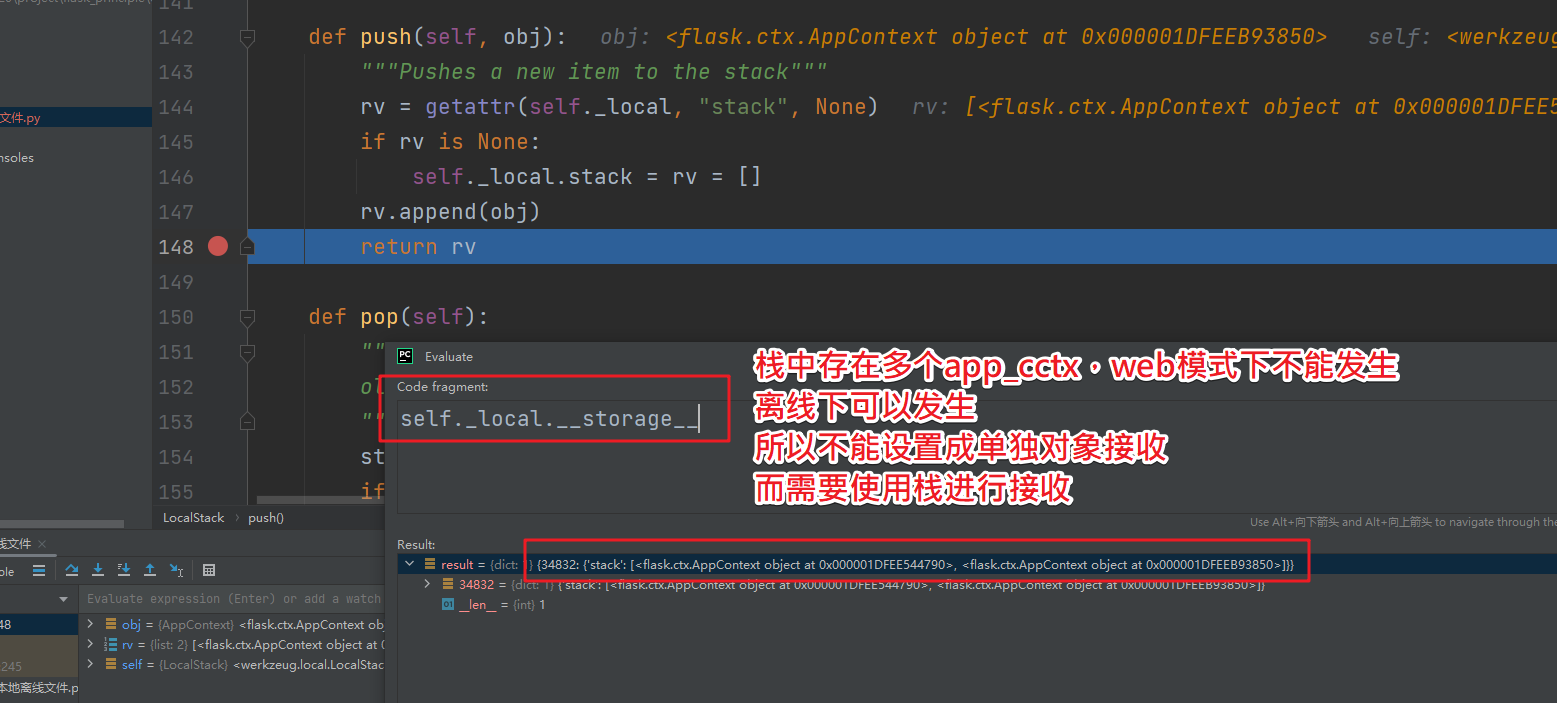 141
142 def push(self, obj): obj: <flask.ctx.AppContext object at 0x000001DFEEB93850> self: <werkzeug
143 """Pushes a new item to the stack"""
144 rv = getattr(self._local, "stack", None) rv: [<flask.ctx.AppContext object at 0x000001DFEE5
文件.py
145 if rv is None:
nsoles
146 self._local.stack = rv = []
147 rv.append(obj)
148 return rv
149
150 def pop(self):
151 ""
152 ol
153 ""
154 st
155 if
PC Evaluate
Code fragment:
self._local.__storage__
栈中存在多个app_cctx，web模式下不能发生
离线下可以发生
所以不能设置成单独对象接收
而需要使用栈进行接收
LocalStack push()
Use Alt+向下箭头 and Alt+向上箭头 to navigate through the
线文件
Result:
result = {dict: 1} {34832: {'stack': [<flask.ctx.AppContext object at 0x000001DFEE544790>, <flask.ctx.AppContext object at 0x000001DFEEB93850>]}}
34832 = {dict: 1} {'stack': [<flask.ctx.AppContext object at 0x000001DFEE544790>, <flask.ctx.AppContext object at 0x000001DFEEB93850>]}
__len__ = {int} 1
ole
Evaluate expression (Enter) or add a watch
48
obj = {AppContext} <flask.ctx.AppContext obj
rv = {list: 2} [<flask.ctx.AppContext object at 0
245
self = {LocalStack} <werkzeug.local.LocalStac
本地离线文件.p